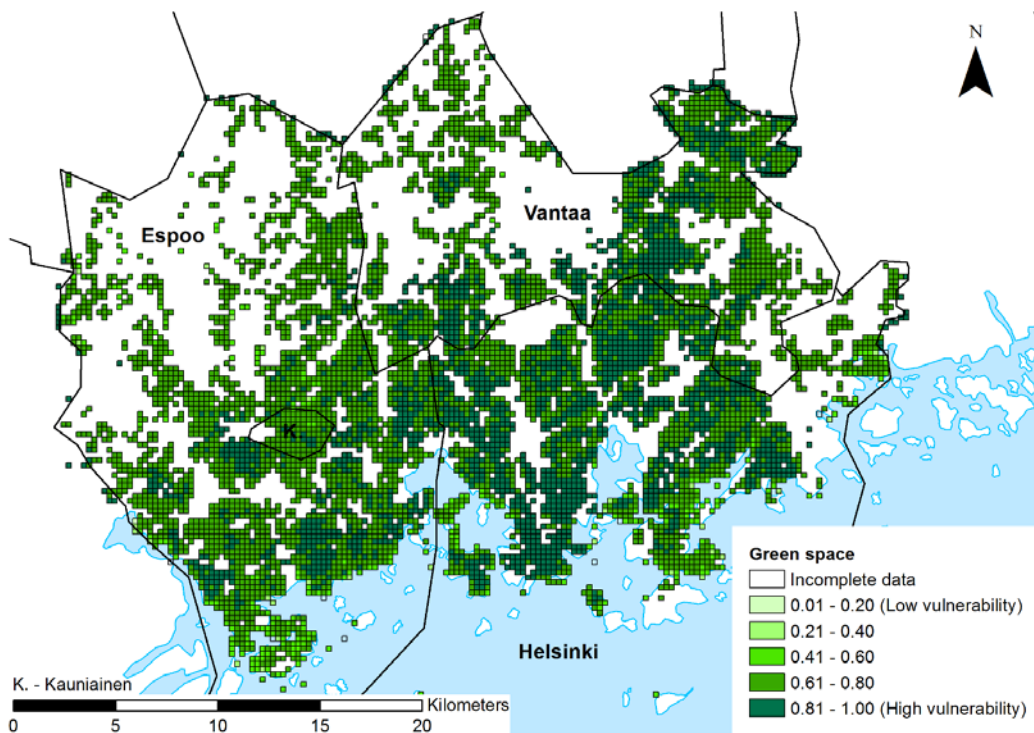 N
Espoo
Vantaa
K
Helsinki
Green space
Incomplete data
0.01 - 0.20 (Low vulnerability)
0.21 - 0.40
0.41 - 0.60
0.61 - 0.80
0.81 - 1.00 (High vulnerability)
K. - Kauniainen
Kilometers
0 5 10 15 20